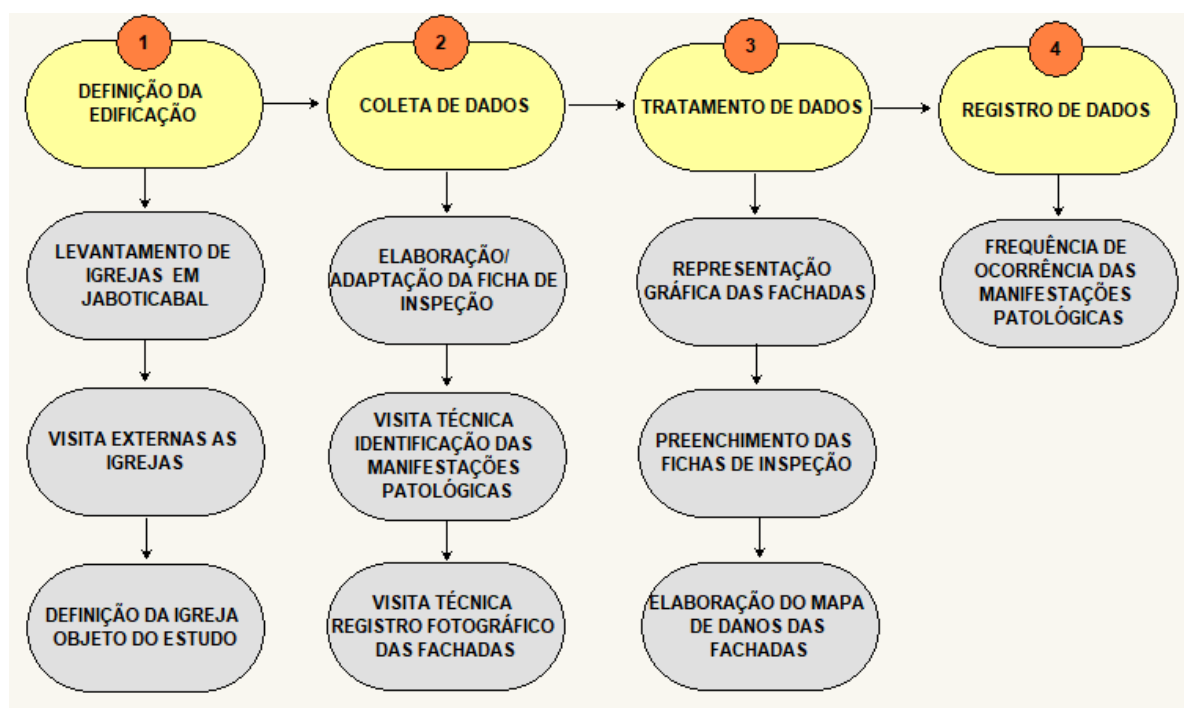 1
DEFINIÇÃO DA
EDIFICAÇÃO
LEVANTAMENTO DE
IGREJAS EM
JABOTICABAL
VISITA EXTERNAS AS
IGREJAS
DEFINIÇÃO DA IGREJA
OBJETO DO ESTUDO
2
COLETA DE DADOS
ELABORAÇÃO/
ADAPTAÇÃO DA FICHA DE
INSPEÇÃO
VISITA TÉCNICA
IDENTIFICAÇÃO DAS
MANIFESTAÇÕES
PATOLÓGICAS
VISITA TÉCNICA
REGISTRO FOTOGRÁFICO
DAS FACHADAS
3
TRATAMENTO DE DADOS
REPRESENTAÇÃO
GRÁFICA DAS FACHADAS
PREENCHIMENTO DAS
FICHAS DE INSPEÇÃO
ELABORAÇÃO DO MAPA
DE DANOS DAS
FACHADAS
4
REGISTRO DE DADOS
FREQUÊNCIA DE
OCORRÊNCIA DAS
MANIFESTAÇÕES
PATOLÓGICAS